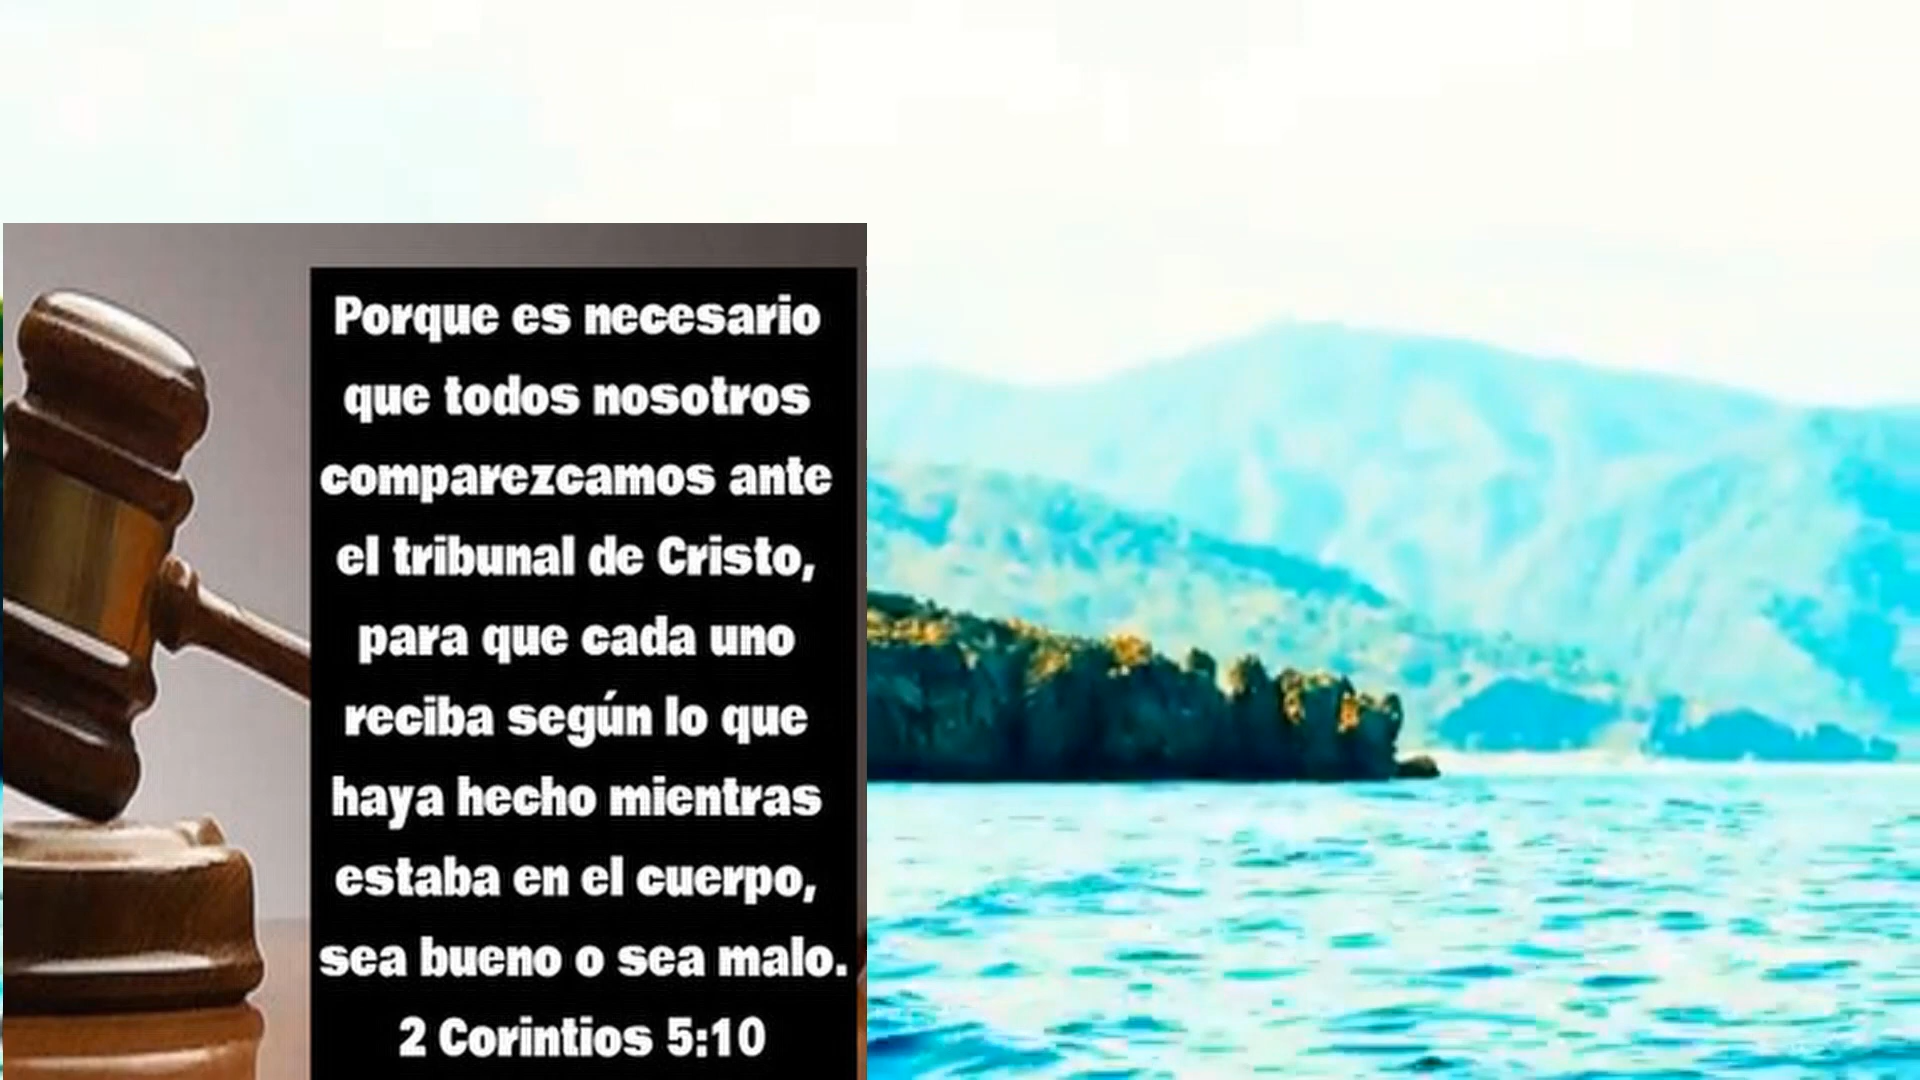 Porque es necesario
que todos nosotros
comparezcamos ante
el tribunal de Cristo,
para que cada uno
reciba según lo que
haya hecho mientras
estaba en el cuerpo,
sea bueno o sea malo.
2 Corintios 5:10